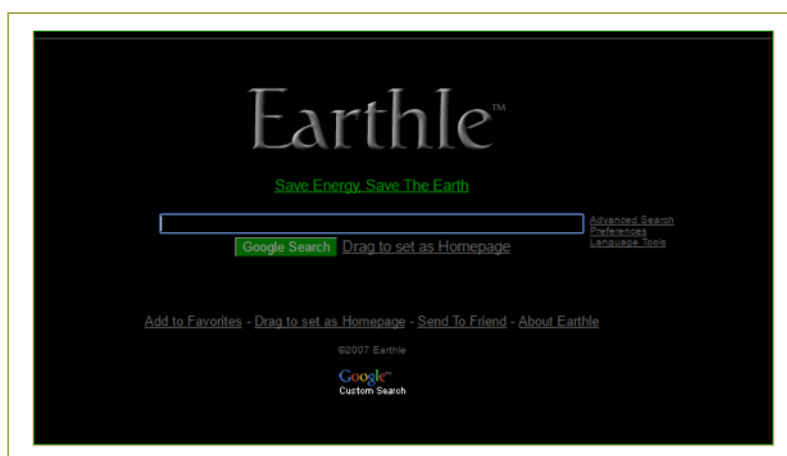 Earthle™
Save Energy, Save The Earth
Advanced Search
Preferences
Language Tools
Google Search Drag to set as Homepage
Add to Favorites - Drag to set as Homepage - Send To Friend - About Earthle
©2007 Earthle
Google™
Custom Search